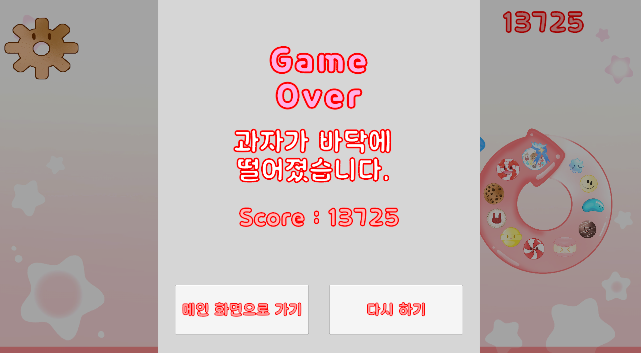 13725
Game
Over
과자가 바닥에
떨어졌습니다.
Score : 13725
메인 화면으로 가기
다시 하기